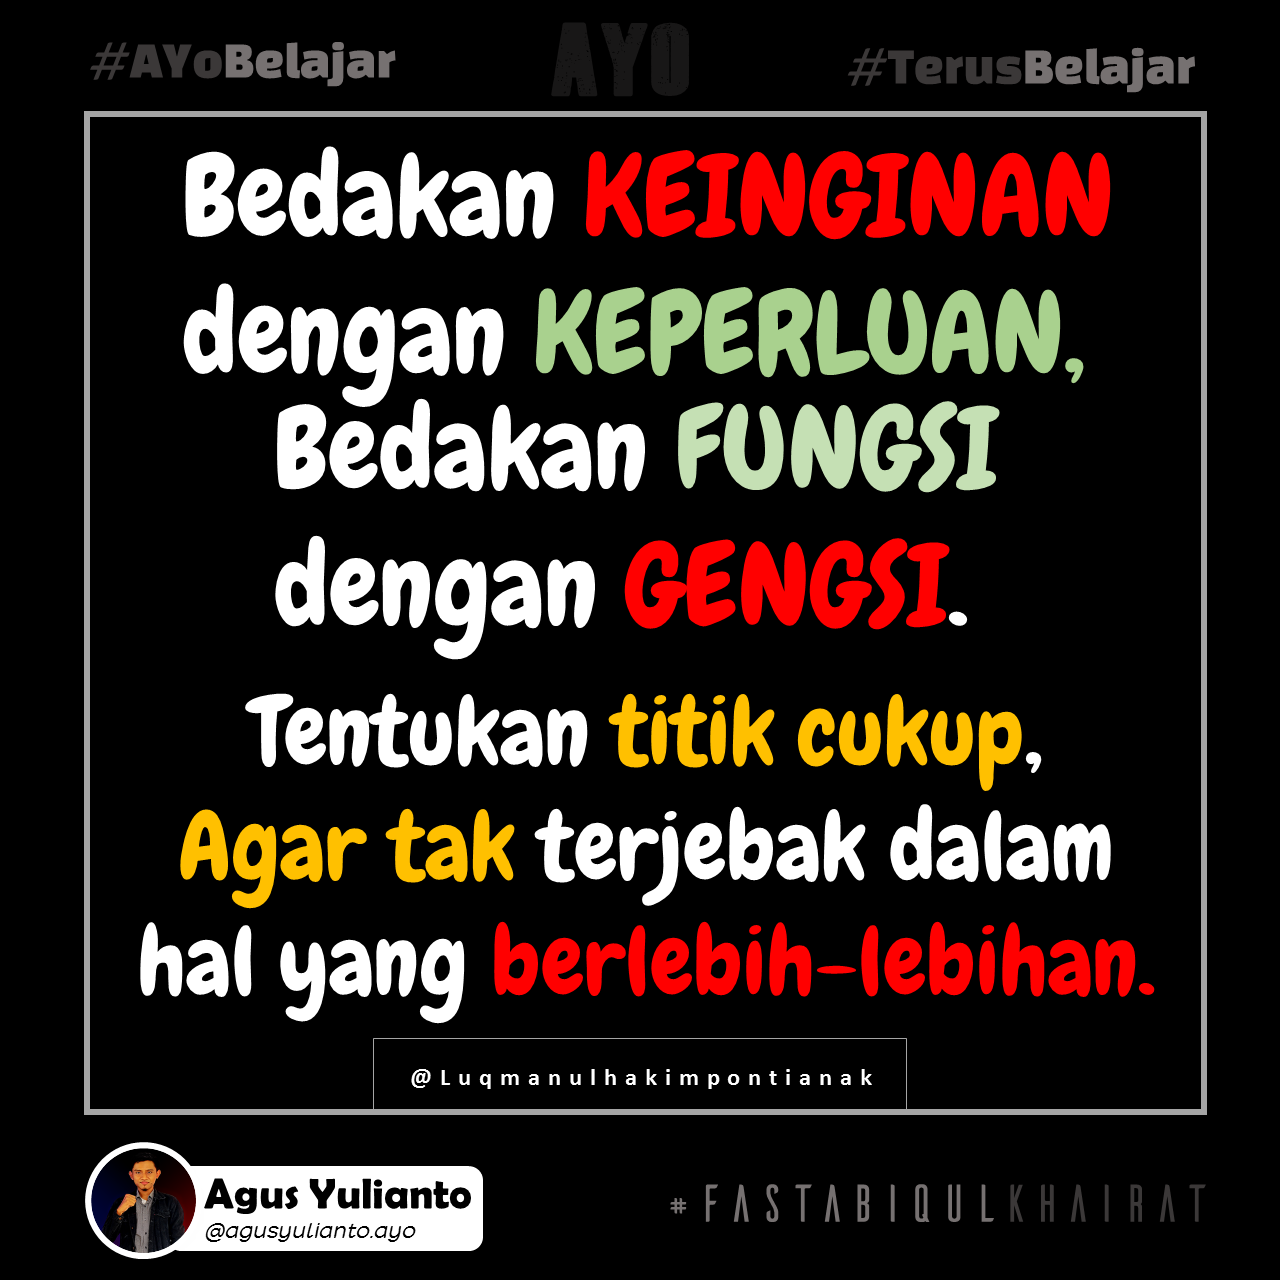 #AYoBelajar
AYO
#TerusBelajar
Bedakan KEINGINAN
dengan KEPERLUAN,
Bedakan FUNGSI
dengan GENGSI.
Tentukan titik cukup,
Agar tak terjebak dalam
hal yang berlebih-lebihan.
@Luqmanulhakimpontianak
Agus Yulianto
@agusyulianto.ayo
#FASTABIQULKHAIRAT